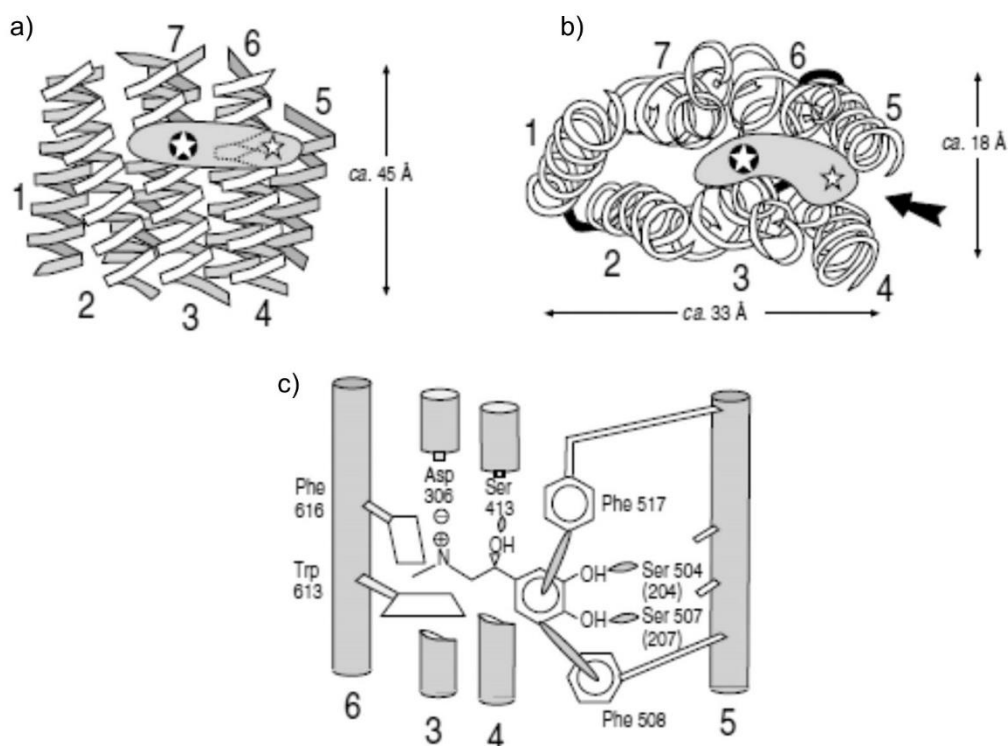 a)
7
6
5
1
2
3
4
ca. 45 Å
b)
7
6
5
1
2
3
4
ca. 18 Å
ca. 33 Å
c)
Asp
306
Ser
413
Phe
616
Trp
613
⊖
⊕
N
OH
Phe 517
OH
Ser 504
(204)
OH
Ser 507
(207)
Phe 508
6
3
4
5